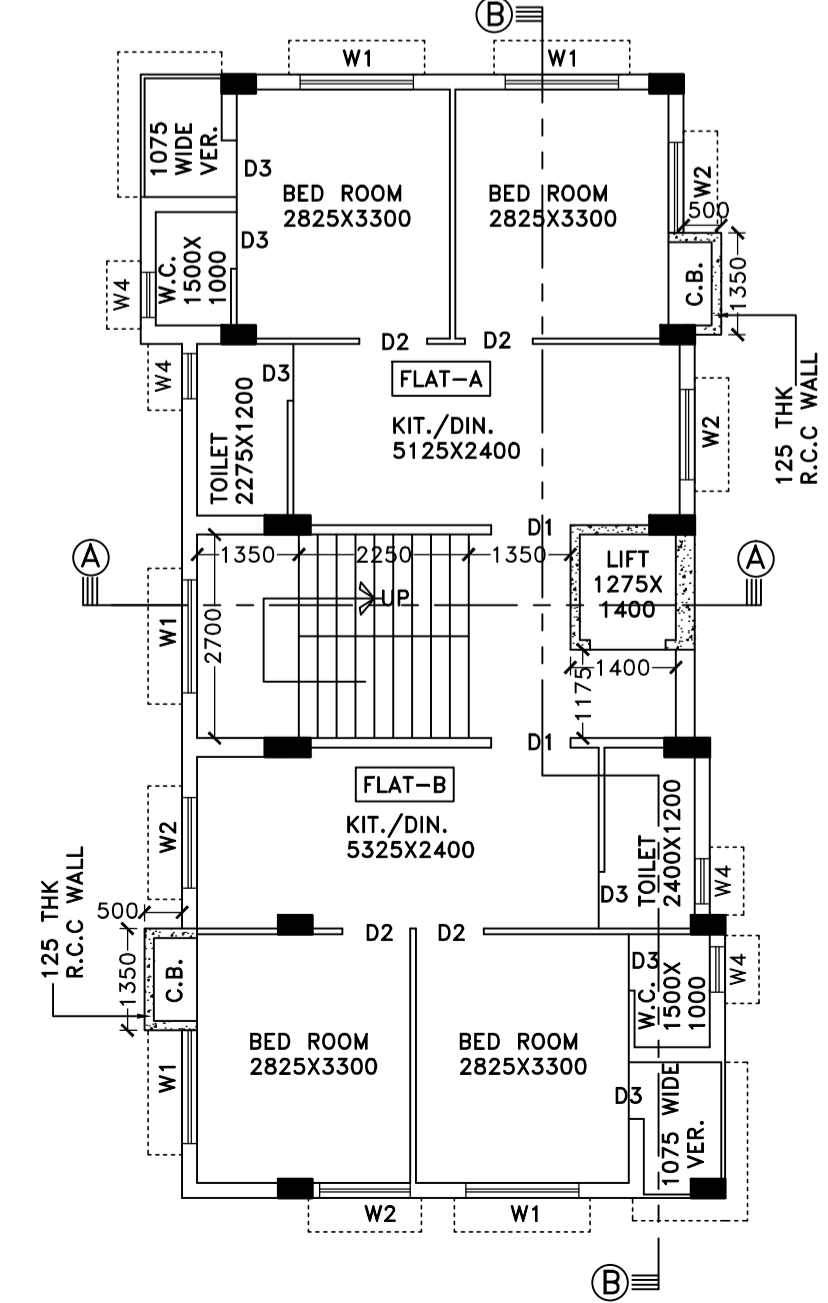 B
W1
W1
1075
WIDE
VER.
D3
BED ROOM
2825X3300
BED ROOM
2825X3300
W2
500
D3
W.C.
1500X
1000
W4
C.B.
1350
W4
D2
D2
125 THK
R.C.C WALL
D3
FLAT-A
TOILET
2275X1200
KIT./DIN.
5125X2400
W2
D1
A
1350
2250
1350
LIFT
1275X
1400
A
UP
W1
2700
1400
1175
D1
FLAT-B
W2
KIT./DIN.
5325X2400
TOILET
2400X1200
D3
W4
125 THK
R.C.C WALL
500
D2
D2
1350
C.B.
D3
W.C.
1500X
1000
W4
BED ROOM
2825X3300
BED ROOM
2825X3300
W1
D3
1075 WIDE
VER.
W2
W1
B